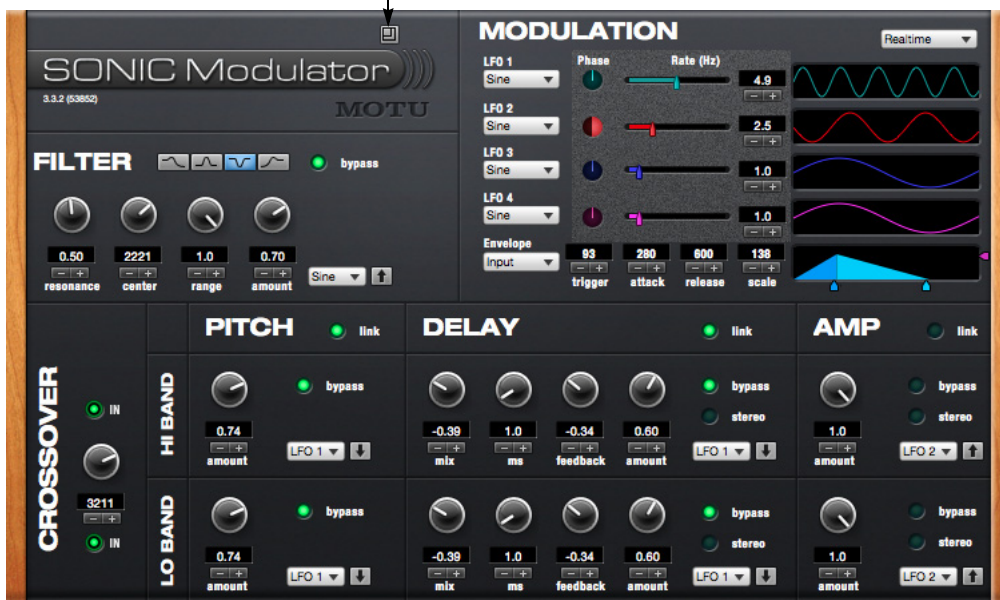 SONIC Modulator
3.3.2 (53852)
MOTU
MODULATION
Realtime
Phase
Rate (Hz)
LFO 1
Sine
4.9
- +
LFO 2
Sine
2.5
- +
LFO 3
Sine
1.0
- +
LFO 4
Sine
1.0
- +
Envelope
Input
93 280 600 138
- + - + - + - +
trigger attack release scale
FILTER
bypass
0.50 2221 1.0 0.70
- + - + - + - +
resonance center range amount
Sine
CROSSOVER
IN
3211
- +
IN
PITCH
link
DELAY
link
AMP
link
HI BAND
bypass
0.74
- +
amount
LFO 1
-0.39 1.0 -0.34 0.60
- + - + - + - +
mix ms feedback amount
bypass
stereo
LFO 1
1.0
- +
amount
bypass
stereo
LFO 2
LO BAND
bypass
0.74
- +
amount
LFO 1
-0.39 1.0 -0.34 0.60
- + - + - + - +
mix ms feedback amount
bypass
stereo
LFO 1
1.0
- +
amount
bypass
stereo
LFO 2